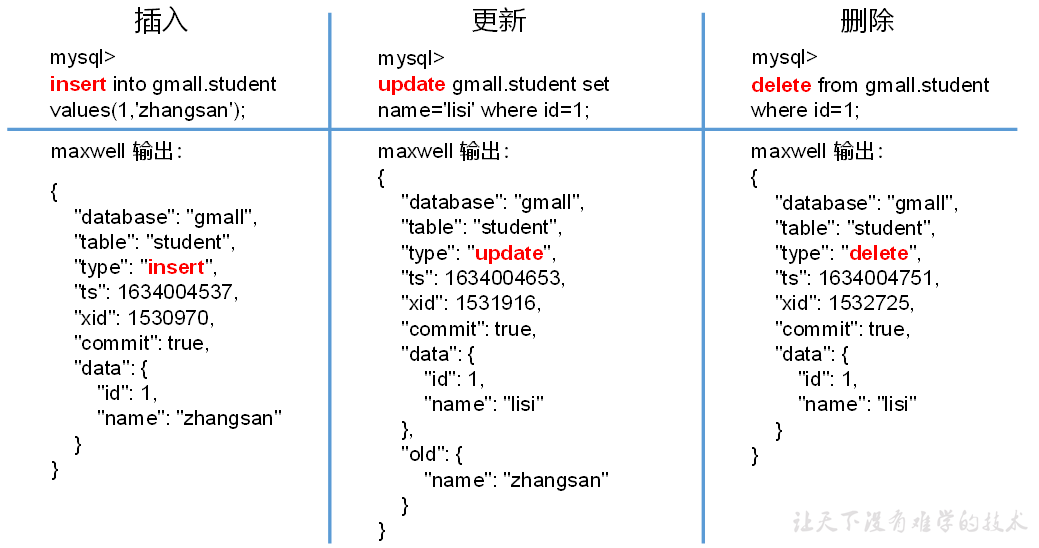 插入
mysql>
insert into gmall.student
values(1,'zhangsan');
maxwell 输出：
{
"database": "gmall",
"table": "student",
"type": "insert",
"ts": 1634004537,
"xid": 1530970,
"commit": true,
"data": {
"id": 1,
"name": "zhangsan"
}
}
更新
mysql>
update gmall.student set
name='lisi' where id=1;
maxwell 输出：
{
"database": "gmall",
"table": "student",
"type": "update",
"ts": 1634004653,
"xid": 1531916,
"commit": true,
"data": {
"id": 1,
"name": "lisi"
},
"old": {
"name": "zhangsan"
}
}
删除
mysql>
delete from gmall.student
where id=1;
maxwell 输出：
{
"database": "gmall",
"table": "student",
"type": "delete",
"ts": 1634004751,
"xid": 1532725,
"commit": true,
"data": {
"id": 1,
"name": "lisi"
}
}
让天下没有难学的技术